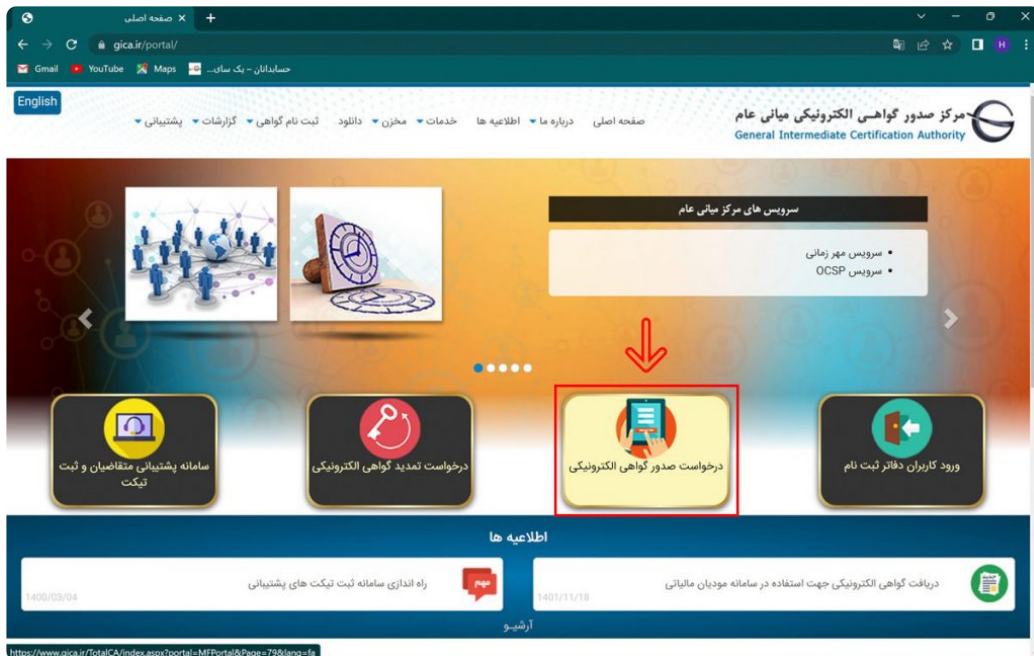 صفحه اصلی
gica.ir/portal/
Gmail
YouTube
Maps
حسابدانان – یک سای...
H
English
مرکز صدور گواهی الکترونیکی میانی عام
General Intermediate Certification Authority
صفحه اصلی
درباره ما
اطلاعیه ها
خدمات
مخزن
دانلود
ثبت نام گواهی
گزارشات
پشتیبانی
سرویس های مرکز میانی عام
سرویس مهر زمانی
سرویس OCSP
ورود کاربران دفاتر ثبت نام
درخواست صدور گواهی الکترونیکی
درخواست تمدید گواهی الکترونیکی
سامانه پشتیبانی متقاضیان و ثبت
تیکت
اطلاعیه ها
دریافت گواهی الکترونیکی جهت استفاده در سامانه مودیان مالیاتی
1401/11/18
مهم
راه اندازی سامانه ثبت تیکت های پشتیبانی
1400/03/04
آرشیـو
https://www.gica.ir/TotalCA/index.aspx?portal=MFPortal&Page=79&lang=fa